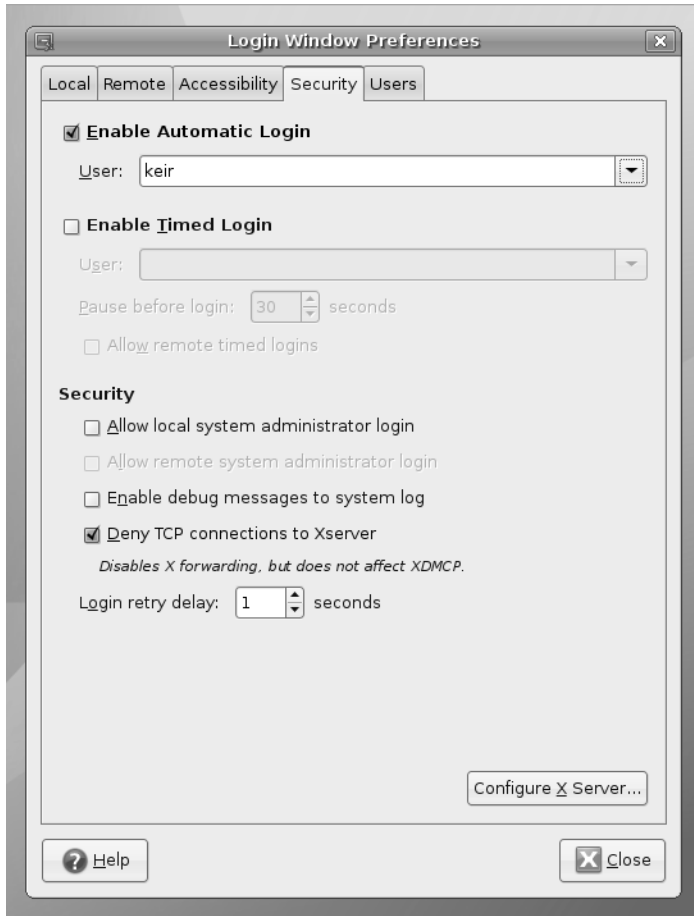 Login Window Preferences
Local Remote Accessibility Security Users
Enable Automatic Login
User: keir
Enable Timed Login
User:
Pause before login: 30 seconds
Allow remote timed logins
Security
Allow local system administrator login
Allow remote system administrator login
Enable debug messages to system log
Deny TCP connections to Xserver
Disables X forwarding, but does not affect XDMCP.
Login retry delay: 1 seconds
Configure X Server...
Help Close